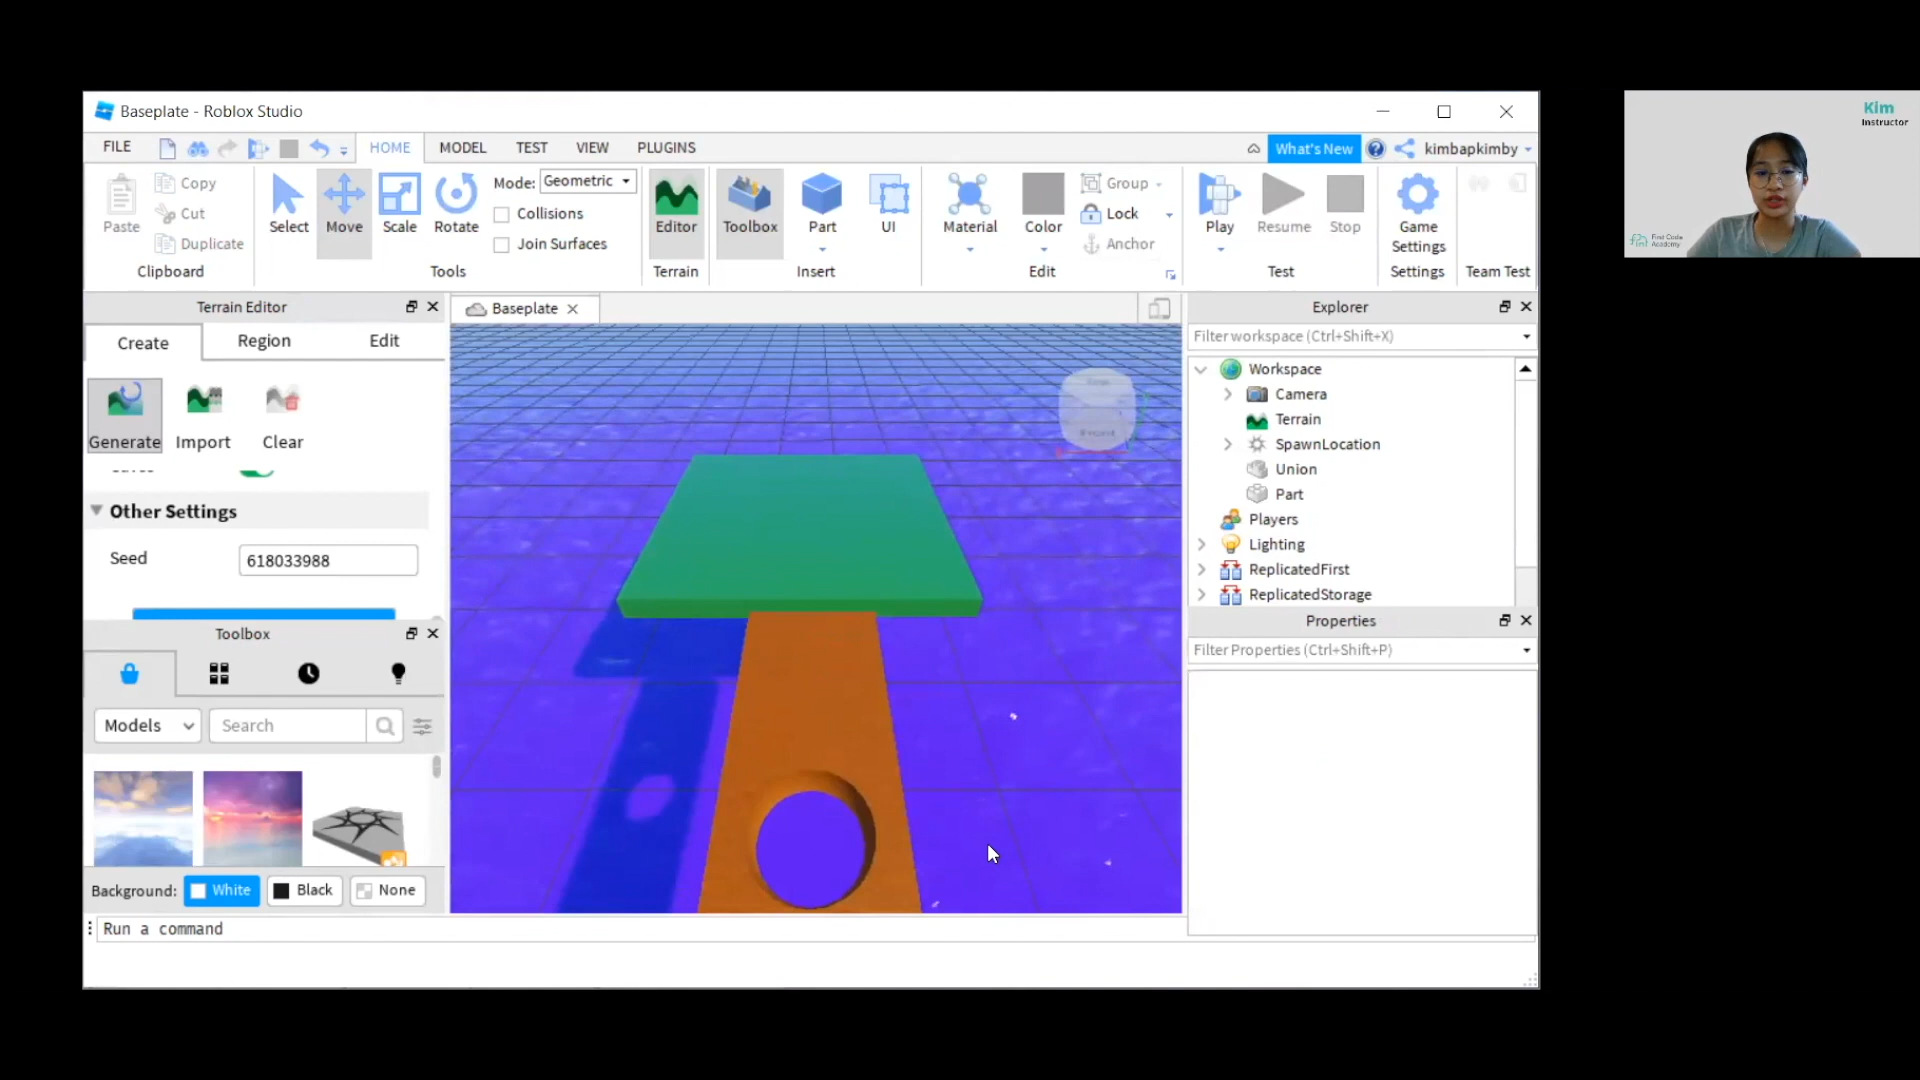 Baseplate - Roblox Studio
Kim
Instructor
First Code
Academy
FILE HOME MODEL TEST VIEW PLUGINS What's New kimbapkimby
Paste Copy Cut Duplicate
Clipboard
Select Move Scale Rotate
Mode: Geometric
Collisions
Join Surfaces
Tools
Editor
Terrain
Toolbox Part UI
Insert
Material Color Group Lock Anchor
Edit
Play Resume Stop
Test
Game Settings
Settings
Team Test
Terrain Editor
Create Region Edit
Generate Import Clear
Other Settings
Seed 618033988
Toolbox
Models Search
Background: White Black None
Run a command
Baseplate
Explorer
Filter workspace (Ctrl+Shift+X)
Workspace
Camera
Terrain
SpawnLocation
Union
Part
Players
Lighting
ReplicatedFirst
ReplicatedStorage
Properties
Filter Properties (Ctrl+Shift+P)